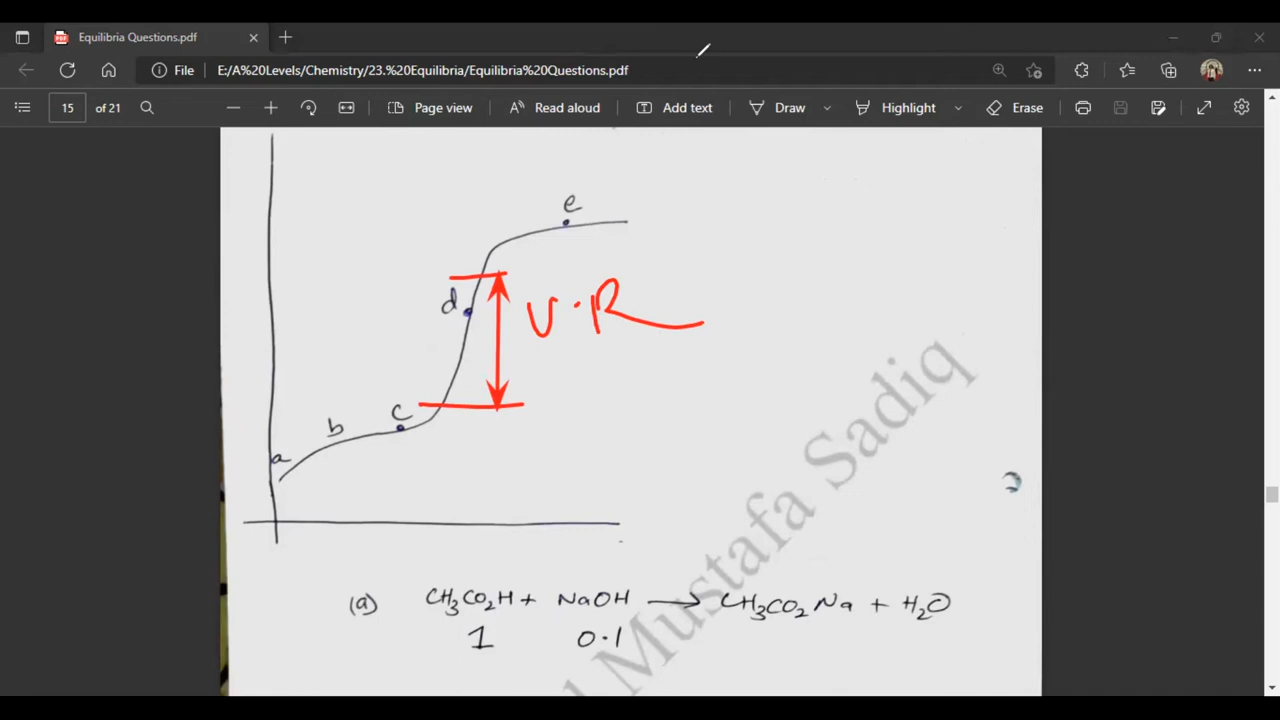 Equilibria Questions.pdf
File E:/A%20Levels/Chemistry/23.%20Equilibria/Equilibria%20Questions.pdf
15 of 21 Page view Read aloud Add text Draw Highlight Erase
e
d
V.R
c
b
a
Mustafa Sadiq
(a) CH3CO2H + NaOH → CH3CO2Na + H2O
1 0.1